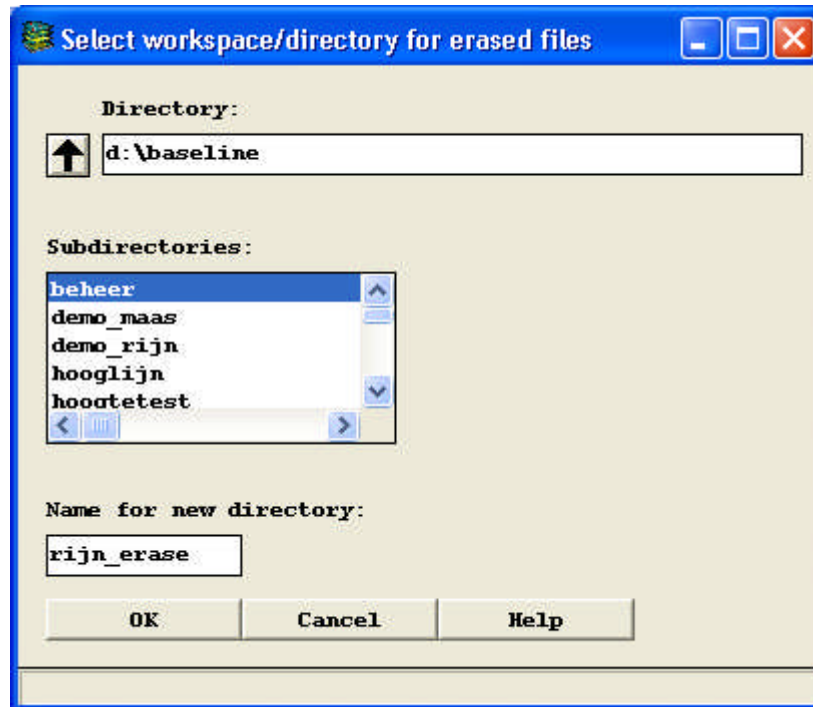 Select workspace/directory for erased files
Directory:
d:\baseline
Subdirectories:
beheer
demo_maas
demo_rijn
hooglijn
hoogtetest
Name for new directory:
rijn_erase
OK Cancel Help